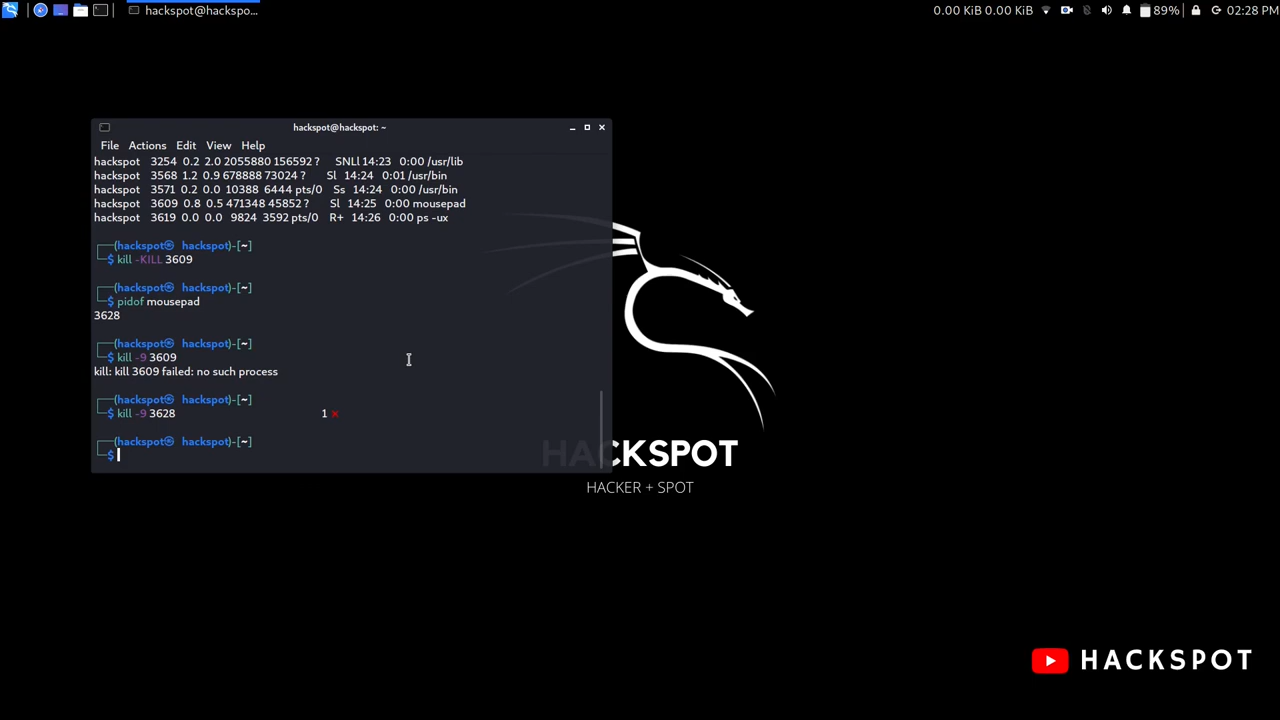 hackspot@hackspo...
0.00 KiB 0.00 KiB 89% 02:28 PM
hackspot@hackspot: ~
File Actions Edit View Help
hackspot 3254 0.2 2.0 2055880 156592 ? SNLl 14:23 0:00 /usr/lib
hackspot 3568 1.2 0.9 678888 73024 ? Sl 14:24 0:01 /usr/bin
hackspot 3571 0.2 0.0 10388 6444 pts/0 Ss 14:24 0:00 /usr/bin
hackspot 3609 0.8 0.5 471348 45852 ? Sl 14:25 0:00 mousepad
hackspot 3619 0.0 0.0 9824 3592 pts/0 R+ 14:26 0:00 ps -ux
┌──(hackspot㉿ hackspot)-[~]
└─$ kill -KILL 3609
┌──(hackspot㉿ hackspot)-[~]
└─$ pidof mousepad
3628
┌──(hackspot㉿ hackspot)-[~]
└─$ kill -9 3609
kill: kill 3609 failed: no such process
┌──(hackspot㉿ hackspot)-[~]
└─$ kill -9 3628 1 ⨯
┌──(hackspot㉿ hackspot)-[~]
└─$
HACKSPOT
HACKER + SPOT
HACKSPOT